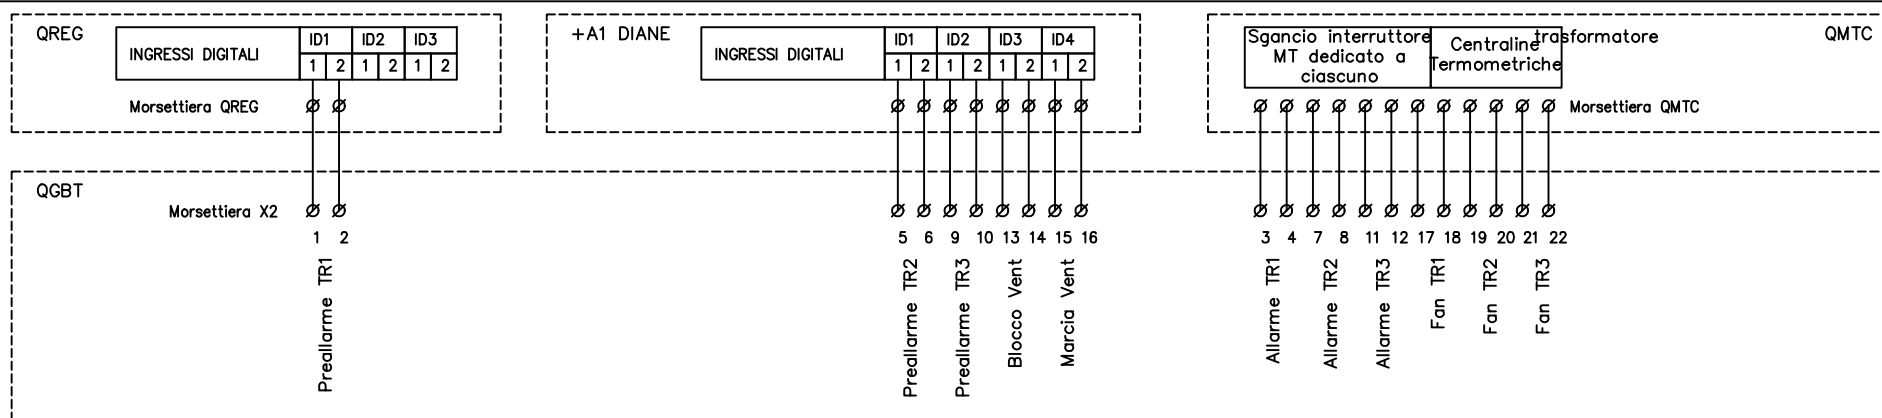 QREG
INGRESSI DIGITALI
ID1 ID2 ID3
1 2 1 2 1 2
Morsettiera QREG
+A1 DIANE
INGRESSI DIGITALI
ID1 ID2 ID3 ID4
1 2 1 2 1 2 1 2
QMTC
Sgancio interruttore trasformatore
MT dedicato a
ciascuno
Centraline
Termometriche
Morsettiera QMTC
QGBT
Morsettiera X2
1 2
5 6 9 10 13 14 15 16
3 4 7 8 11 12 17 18 19 20 21 22
Preallarme TR1
Preallarme TR2
Preallarme TR3
Blocco Vent
Marcia Vent
Allarme TR1
Allarme TR2
Allarme TR3
Fan TR1
Fan TR2
Fan TR3